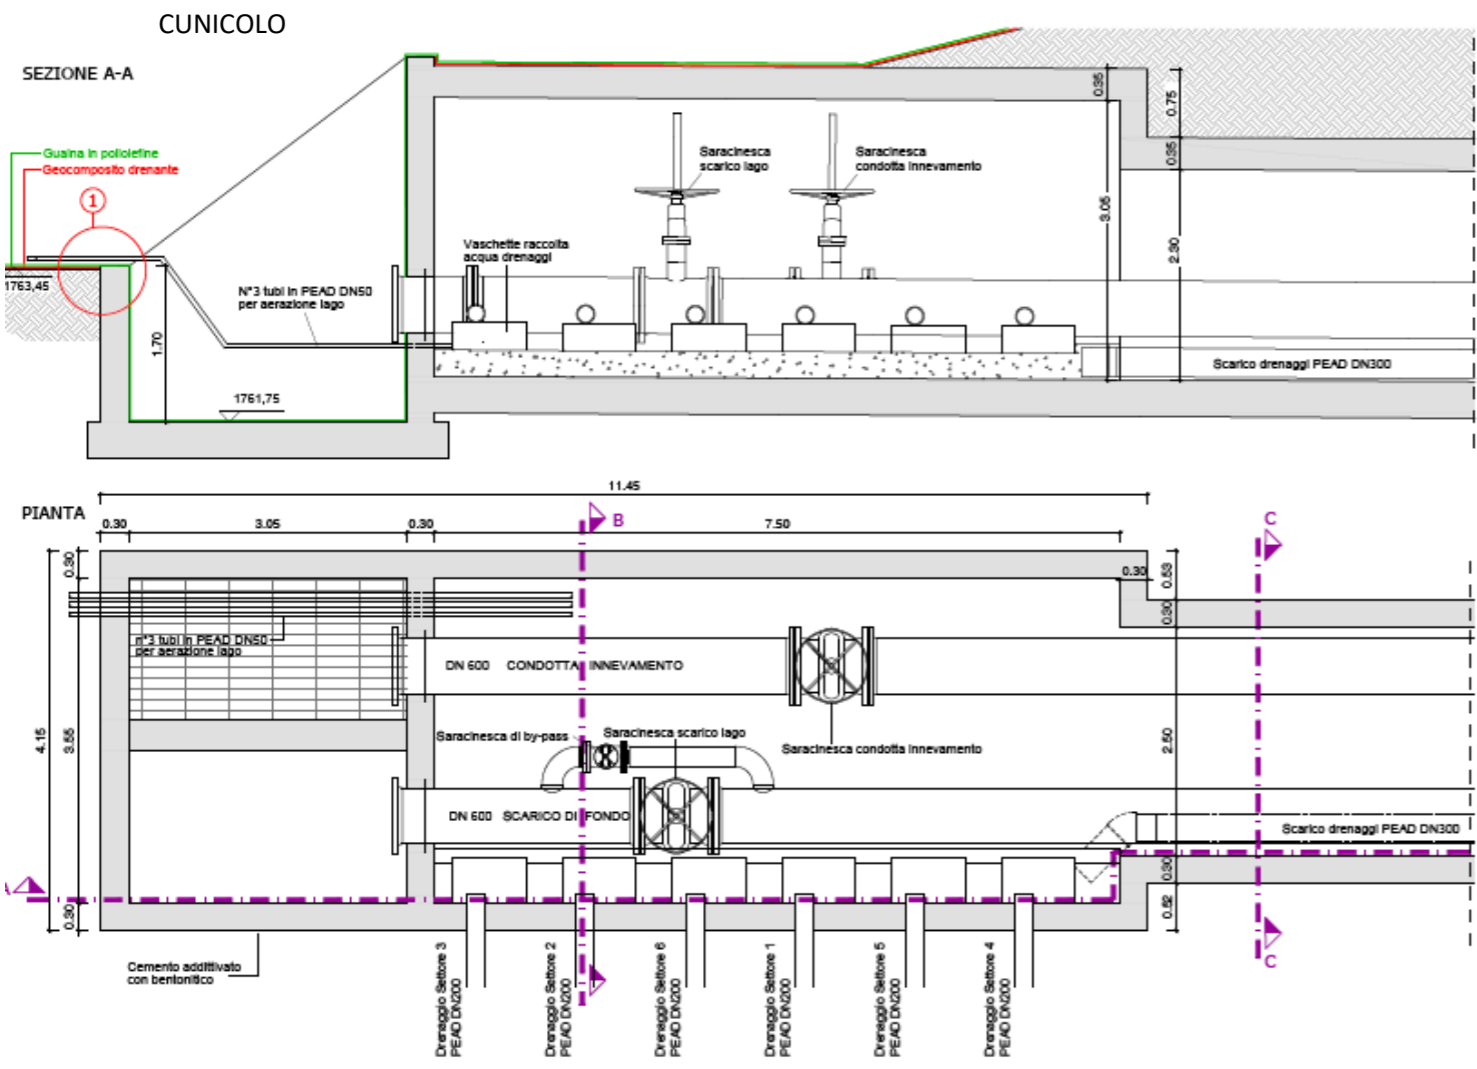 CUNICOLO
SEZIONE A-A
Guaina in poliolefine
Geocomposito drenante
1
1763,45
1.70
1761,75
N°3 tubi in PEAD DN50
per aerazione lago
Vaschette raccolta
acqua drenaggi
Saracinesca
scarico lago
Saracinesca
condotta innevamento
0.35
3.05
0.75
0.35
2.30
Scarico drenaggi PEAD DN300
PIANTA
11.45
0.30
3.05
0.30
7.50
B
C
0.30
4.15
3.55
0.30
n°3 tubi in PEAD DN50
per aerazione lago
DN 600 CONDOTTA INNEVAMENTO
Saracinesca di by-pass
Saracinesca scarico lago
Saracinesca condotta innevamento
DN 600 SCARICO DI FONDO
0.30
0.53
0.30
2.50
0.30
0.52
Scarico drenaggi PEAD DN300
C
Cemento addittivato
con bentonitico
Drenaggio Settore 3
PEAD DN200
Drenaggio Settore 2
PEAD DN200
Drenaggio Settore 6
PEAD DN200
Drenaggio Settore 1
PEAD DN200
Drenaggio Settore 5
PEAD DN200
Drenaggio Settore 4
PEAD DN200